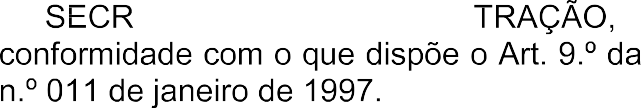 SECR TRAÇÃO,
conformidade com o que dispõe o Art. 9.º da
n.º 011 de janeiro de 1997.